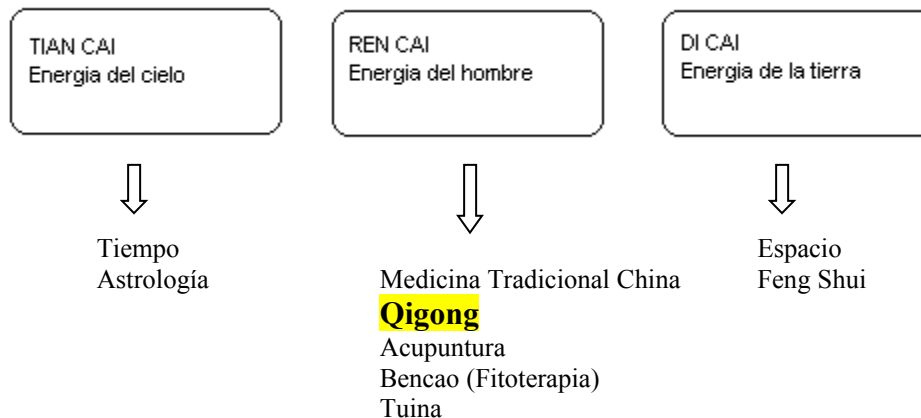 TIAN CAI
Energia del cielo
REN CAI
Energia del hombre
DI CAI
Energia de la tierra
Tiempo
Astrología
Medicina Tradicional China
Qigong
Acupuntura
Bencao (Fitoterapia)
Tuina
Espacio
Feng Shui